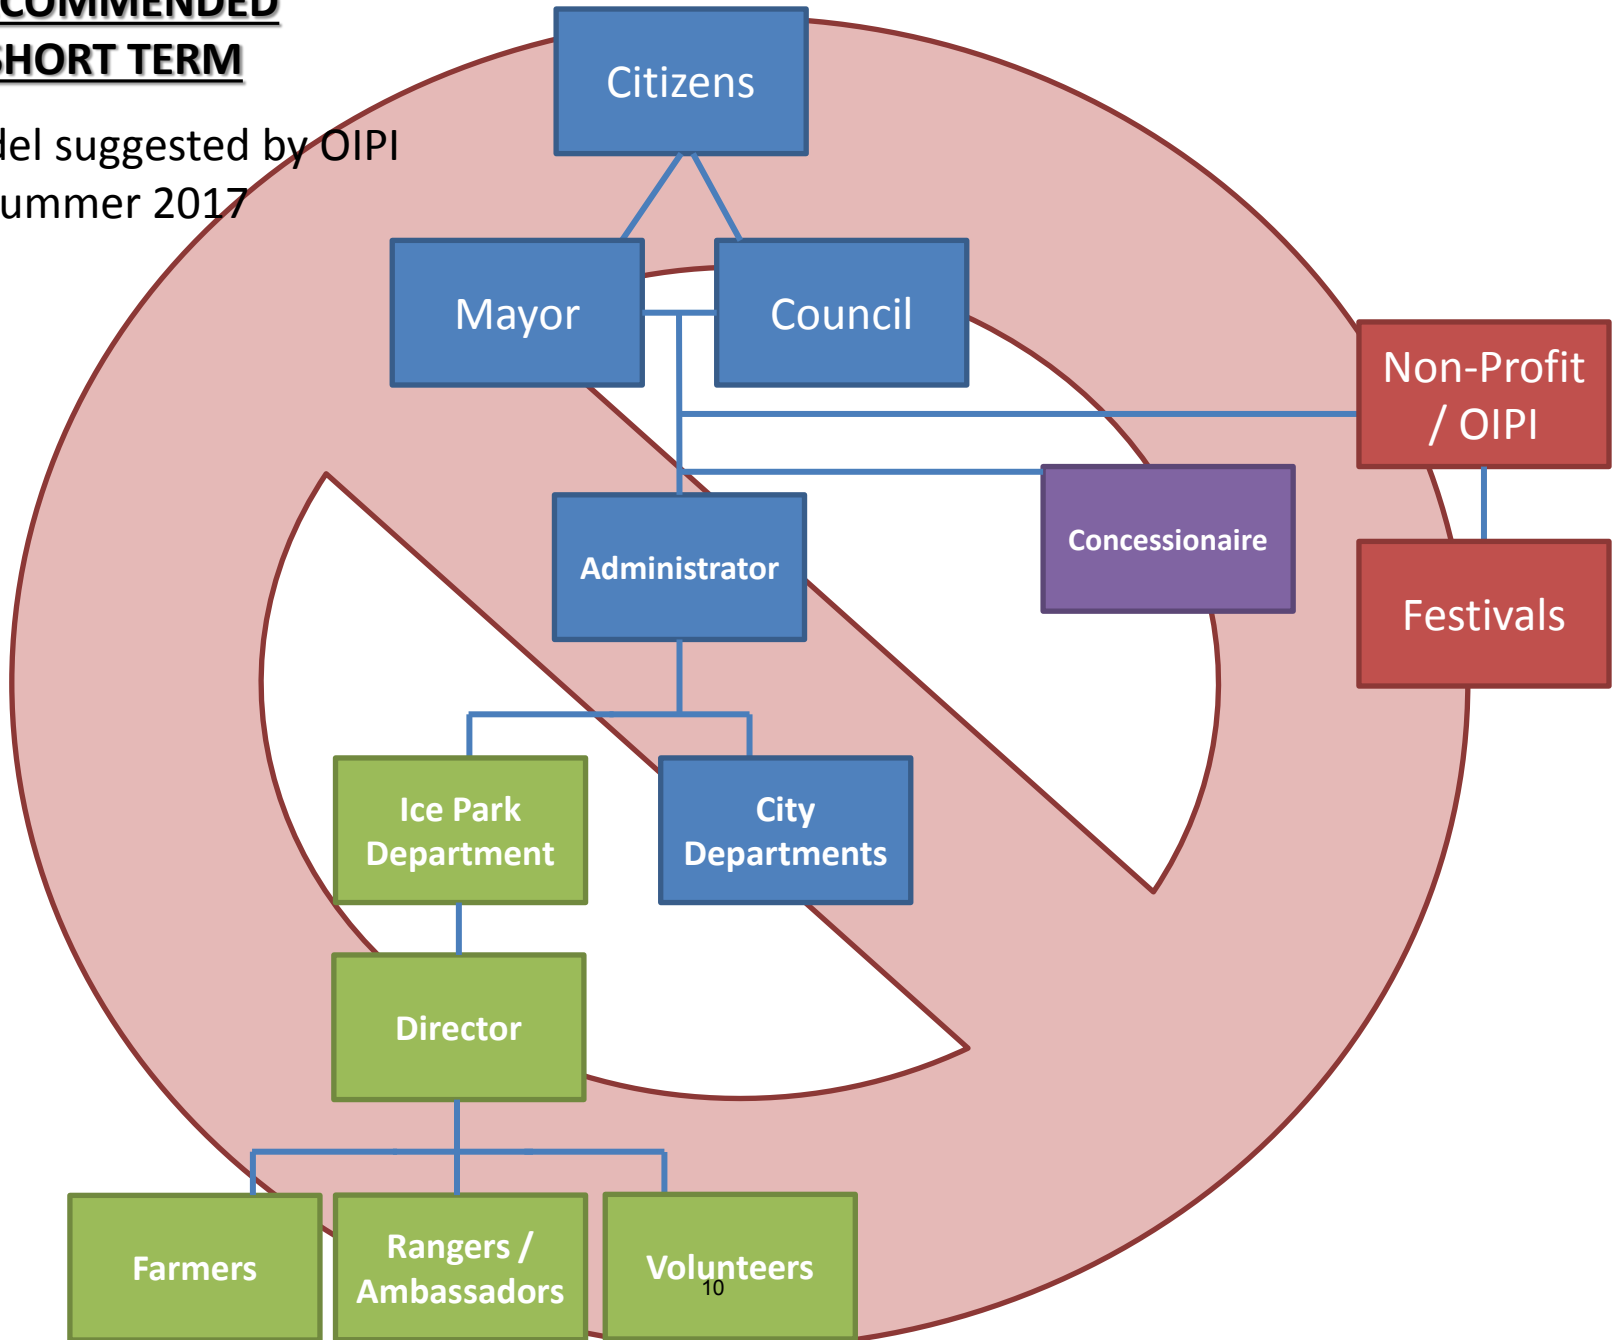 COMMENDED
SHORT TERM
del suggested by OIPI
ummer 2017
Citizens
Mayor
Council
Non-Profit
/ OIPI
Concessionaire
Administrator
Festivals
Ice Park
Department
City
Departments
Director
Farmers
Rangers /
Ambassadors
Volunteers
10